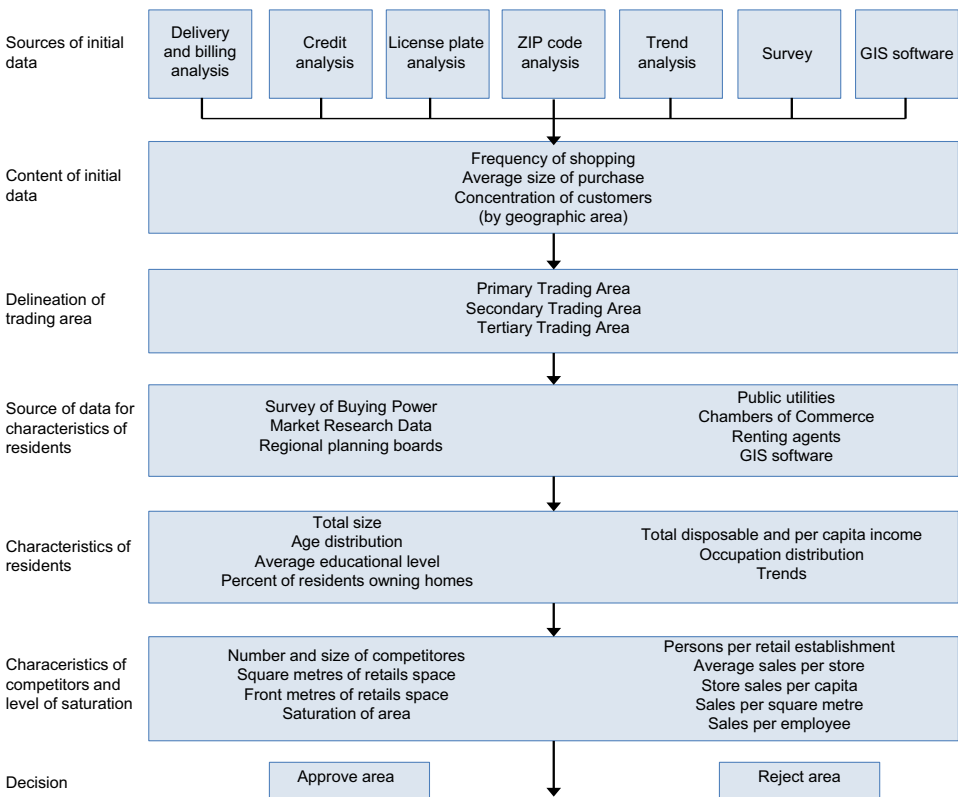 Sources of initial
data
Delivery
and billing
analysis
Credit
analysis
License plate
analysis
ZIP code
analysis
Trend
analysis
Survey
GIS software
Content of initial
data
Frequency of shopping
Average size of purchase
Concentration of customers
(by geographic area)
Delineation of
trading area
Primary Trading Area
Secondary Trading Area
Tertiary Trading Area
Source of data for
characteristics of
residents
Survey of Buying Power
Market Research Data
Regional planning boards
Public utilities
Chambers of Commerce
Renting agents
GIS software
Characteristics of
residents
Total size
Age distribution
Average educational level
Percent of residents owning homes
Total disposable and per capita income
Occupation distribution
Trends
Characeristics of
competitors and
level of saturation
Number and size of competitores
Square metres of retails space
Front metres of retails space
Saturation of area
Persons per retail establishment
Average sales per store
Store sales per capita
Sales per square metre
Sales per employee
Decision
Approve area
Reject area